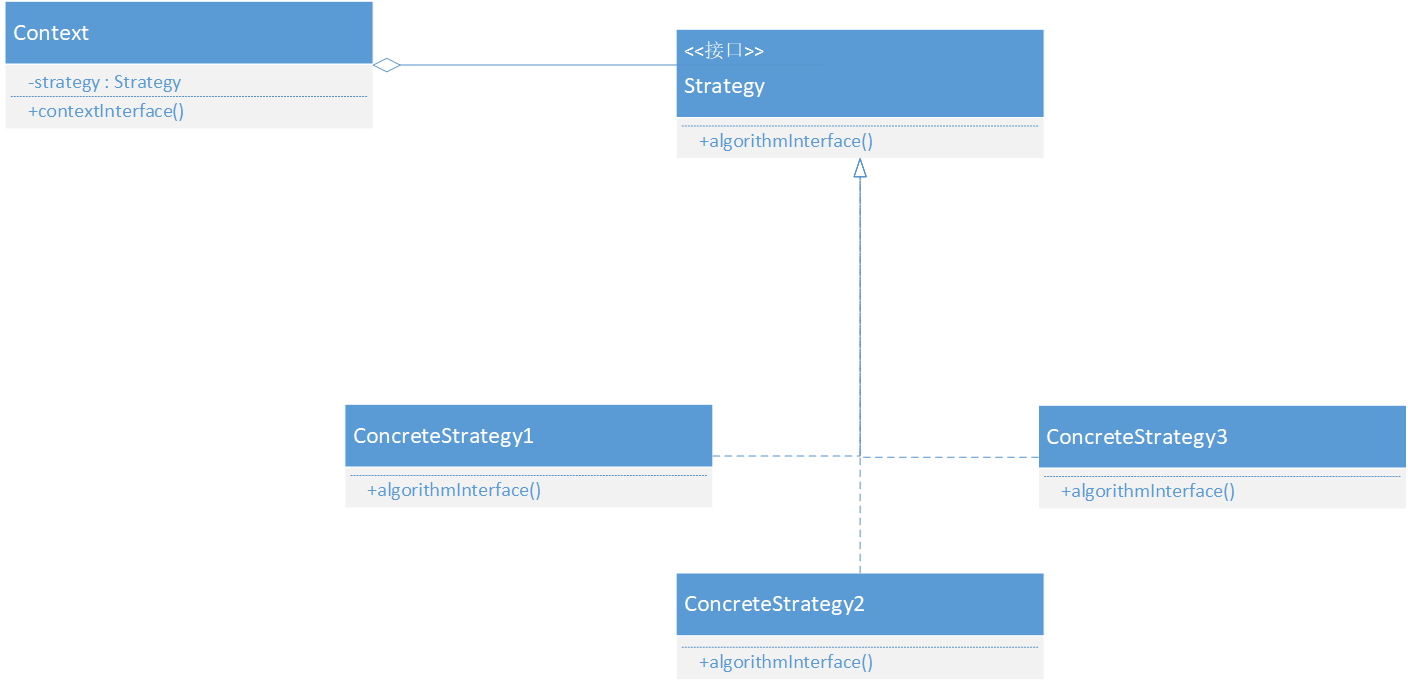 Context
-strategy : Strategy
+contextInterface()
<<接口>>
Strategy
+algorithmInterface()
ConcreteStrategy1
+algorithmInterface()
ConcreteStrategy3
+algorithmInterface()
ConcreteStrategy2
+algorithmInterface()